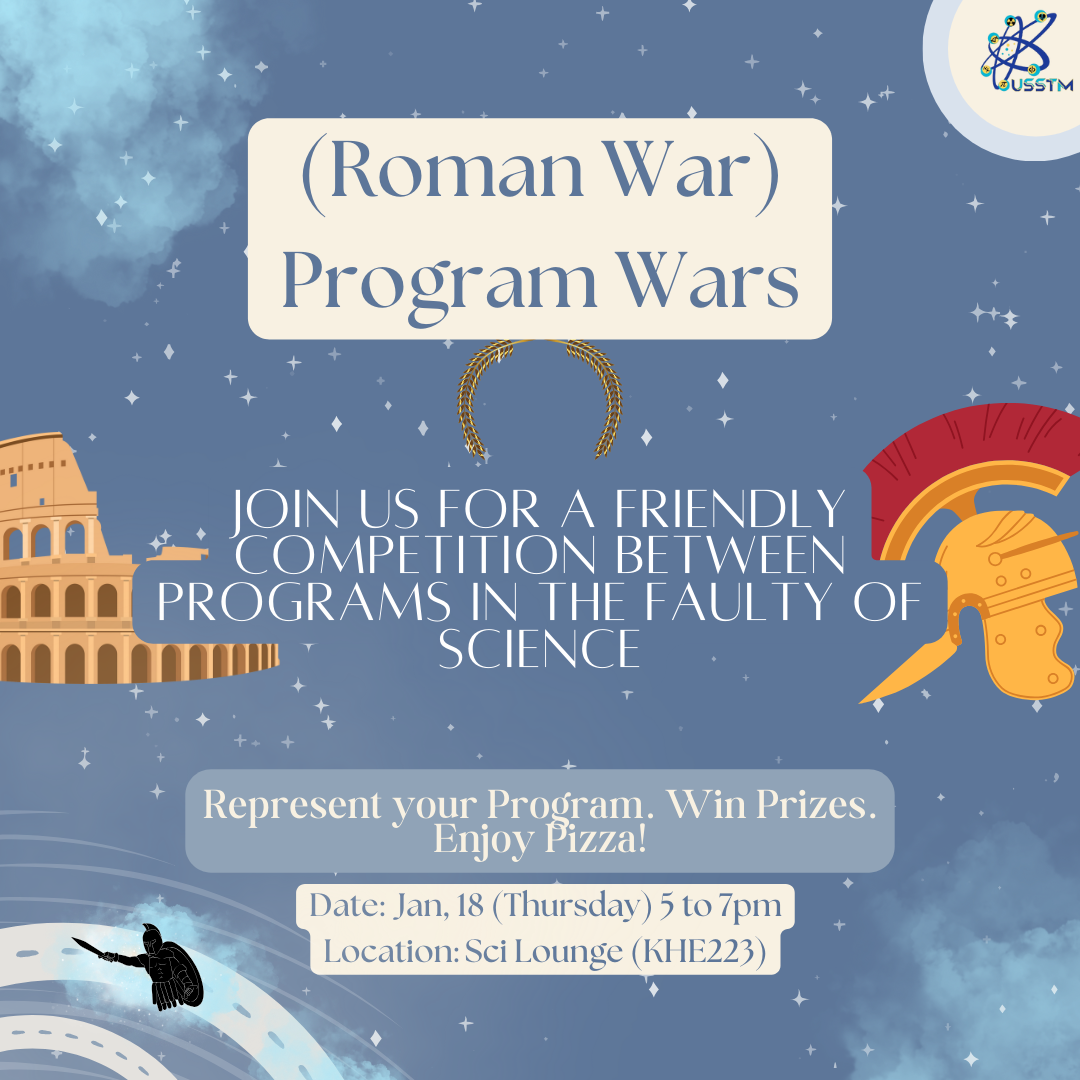 USSTM
(Roman War)
Program Wars
JOIN US FOR A FRIENDLY
COMPETITION BETWEEN
PROGRAMS IN THE FAULTY OF
SCIENCE
Represent your Program. Win Prizes.
Enjoy Pizza!
Date: Jan, 18 (Thursday) 5 to 7pm
Location: Sci Lounge (KHE223)